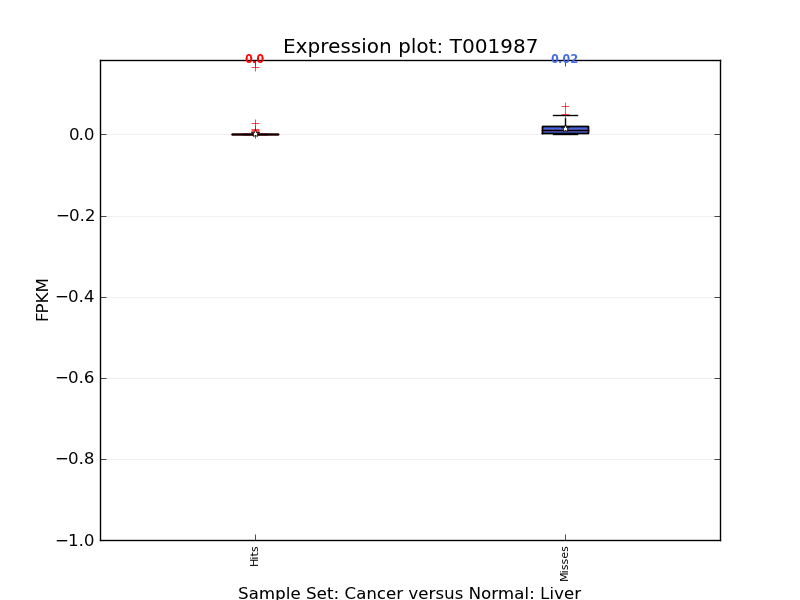 Expression plot: T001987
0.0
0.02
0.0
−0.2
−0.4
−0.6
−0.8
−1.0
FPKM
Hits
Misses
Sample Set: Cancer versus Normal: Liver